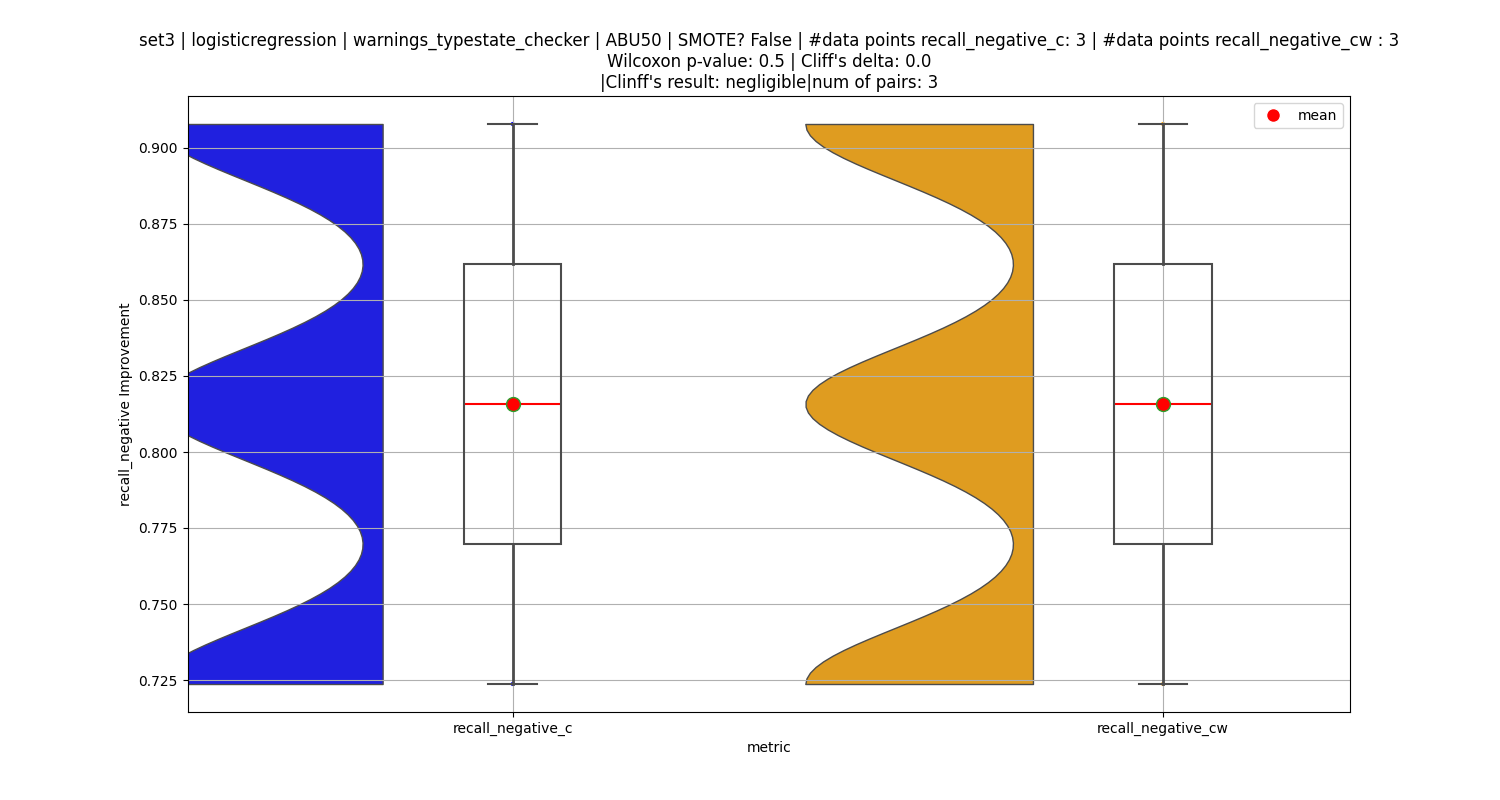 set3 | logisticregression | warnings_typestate_checker | ABU50 | SMOTE? False | #data points recall_negative_c: 3 | #data points recall_negative_cw : 3
Wilcoxon p-value: 0.5 | Cliff's delta: 0.0
|Clinff's result: negligible|num of pairs: 3
mean
0.900
0.875
0.850
0.825
0.800
0.775
0.750
0.725
recall_negative Improvement
recall_negative_c
recall_negative_cw
metric